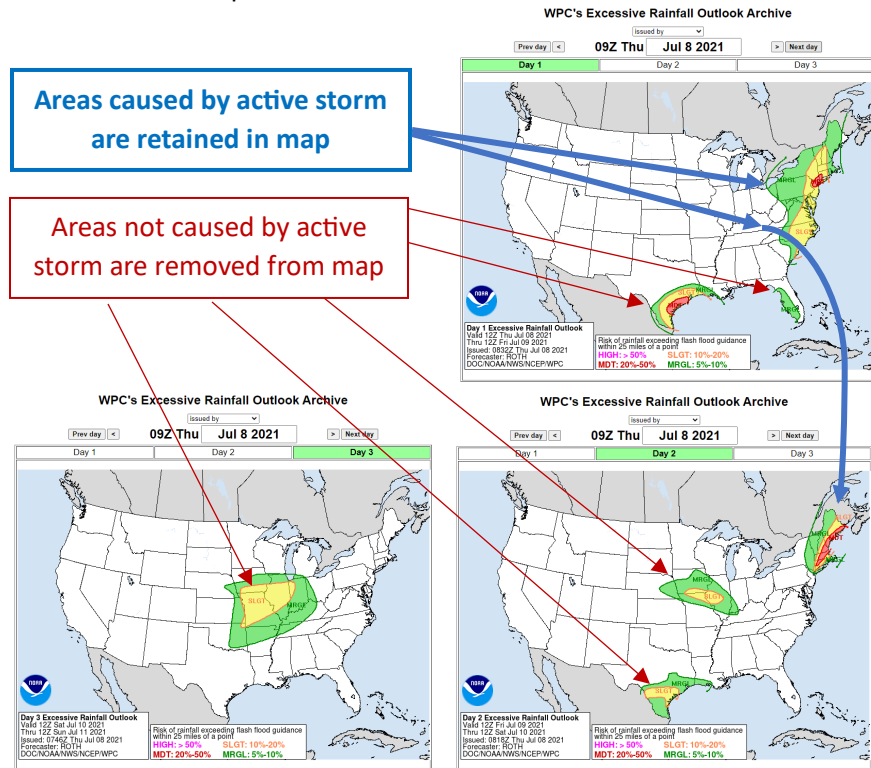 WPC's Excessive Rainfall Outlook Archive
issued by
Prev day < 09Z Thu Jul 8 2021 > Next day
Day 1 Day 2 Day 3
Areas caused by active storm
are retained in map
Areas not caused by active
storm are removed from map
MRGL
SLGT
SLGT MRGL
MRGL
NOAA
Day 1 Excessive Rainfall Outlook
Valid 12Z Thu Jul 08 2021
Thru 12Z Fri Jul 09 2021
Issued: 0832Z Thu Jul 08 2021
Forecaster: ROTH
DOC/NOAA/NWS/NCEP/WPC
Risk of rainfall exceeding flash flood guidance
within 25 miles of a point
HIGH: > 50% SLGT: 10%-20%
MDT: 20%-50% MRGL: 5%-10%
WPC's Excessive Rainfall Outlook Archive
issued by
Prev day < 09Z Thu Jul 8 2021 > Next day
Day 1 Day 2 Day 3
SLGT
MRGL
NOAA
Day 3 Excessive Rainfall Outlook
Valid 12Z Sat Jul 10 2021
Thru 12Z Sun Jul 11 2021
Issued: 0746Z Thu Jul 08 2021
Forecaster: ROTH
DOC/NOAA/NWS/NCEP/WPC
Risk of rainfall exceeding flash flood guidance
within 25 miles of a point
HIGH: > 50% SLGT: 10%-20%
MDT: 20%-50% MRGL: 5%-10%
WPC's Excessive Rainfall Outlook Archive
issued by
Prev day < 09Z Thu Jul 8 2021 > Next day
Day 1 Day 2 Day 3
SLGT
MRGL
MRGL
SLGT
MRGL
SLGT
NOAA
Day 2 Excessive Rainfall Outlook
Valid 12Z Fri Jul 09 2021
Thru 12Z Sat Jul 10 2021
Issued: 0818Z Thu Jul 08 2021
Forecaster: ROTH
DOC/NOAA/NWS/NCEP/WPC
Risk of rainfall exceeding flash flood guidance
within 25 miles of a point
HIGH: > 50% SLGT: 10%-20%
MDT: 20%-50% MRGL: 5%-10%